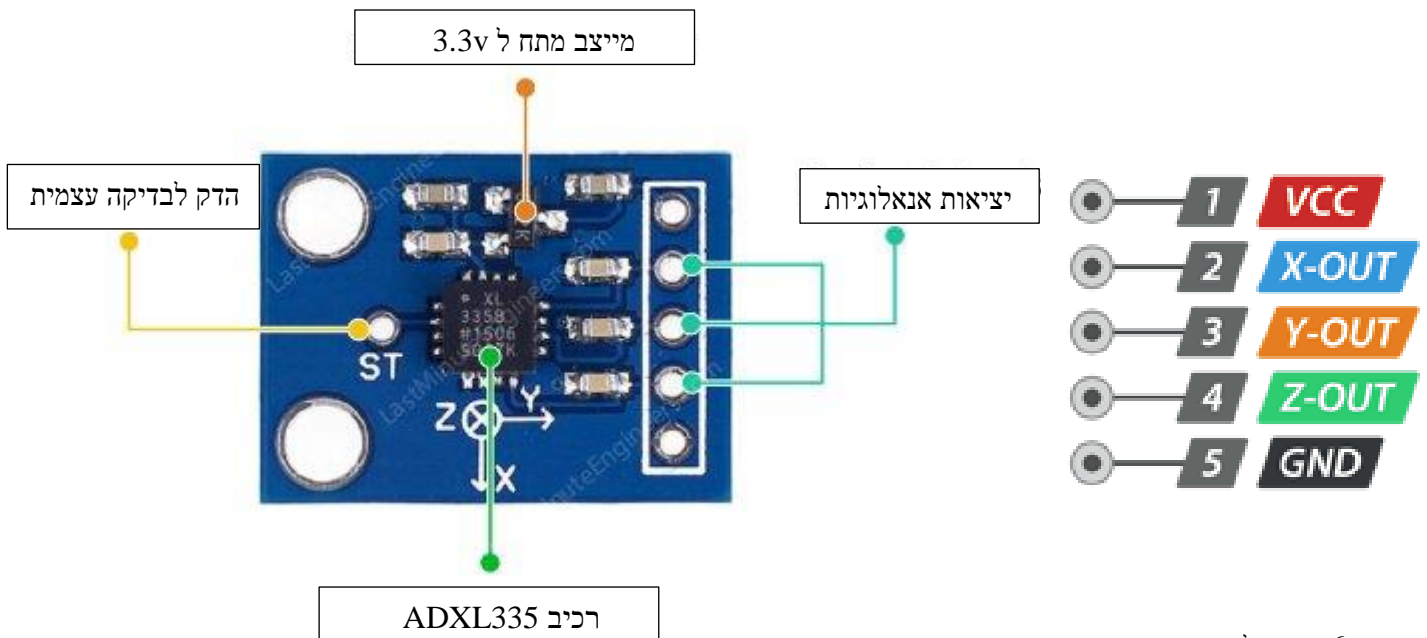 מייצב מתח ל 3.3v
הדק לבדיקה עצמית
יציאות אנאלוגיות
1 VCC
2 X-OUT
3 Y-OUT
4 Z-OUT
5 GND
XL
335B
#1506
ST
Z
Y
X
רכיב ADXL335